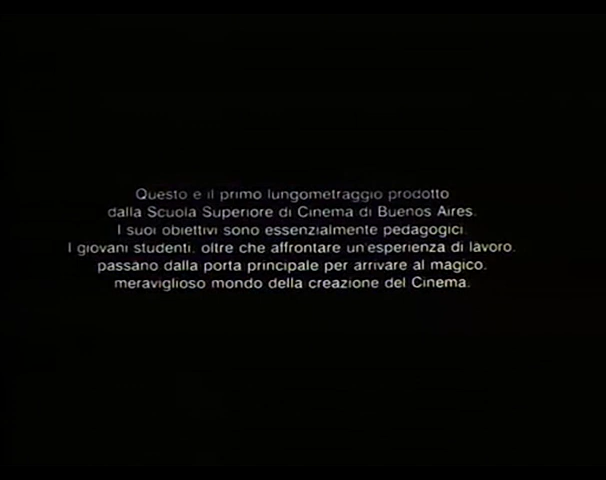 Questo e il primo lungometraggio prodotto
dalla Scuola Superiore di Cinema di Buenos Aires.
I suoi obiettivi sono essenzialmente pedagogici.
I giovani studenti, oltre che affrontare un'esperienza di lavoro,
passano dalla porta principale per arrivare al magico,
meraviglioso mondo della creazione del Cinema.